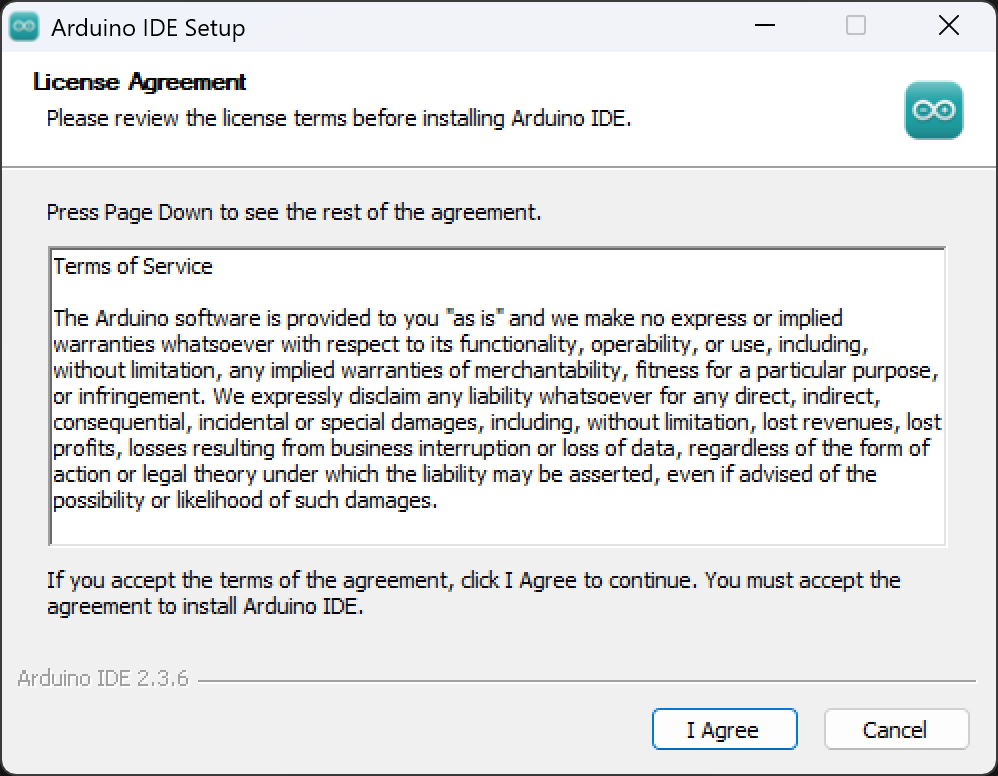 Arduino IDE Setup
License Agreement
Please review the license terms before installing Arduino IDE.
Press Page Down to see the rest of the agreement.
Terms of Service
The Arduino software is provided to you "as is" and we make no express or implied
warranties whatsoever with respect to its functionality, operability, or use, including,
without limitation, any implied warranties of merchantability, fitness for a particular purpose,
or infringement. We expressly disclaim any liability whatsoever for any direct, indirect,
consequential, incidental or special damages, including, without limitation, lost revenues, lost
profits, losses resulting from business interruption or loss of data, regardless of the form of
action or legal theory under which the liability may be asserted, even if advised of the
possibility or likelihood of such damages.
If you accept the terms of the agreement, click I Agree to continue. You must accept the
agreement to install Arduino IDE.
Arduino IDE 2.3.6
I Agree
Cancel